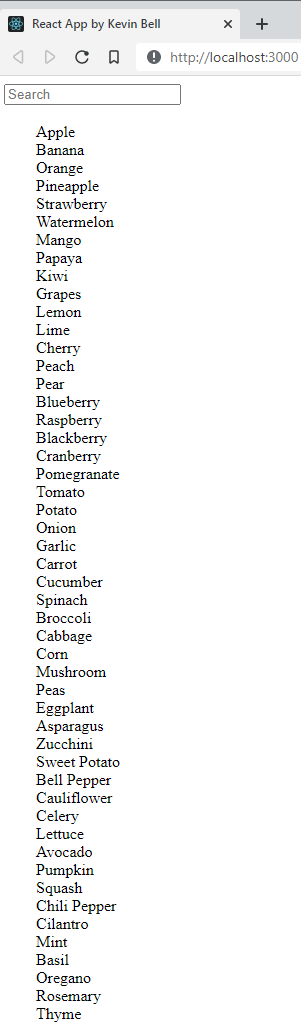 React App by Kevin Bell
http://localhost:3000
Search
Apple
Banana
Orange
Pineapple
Strawberry
Watermelon
Mango
Papaya
Kiwi
Grapes
Lemon
Lime
Cherry
Peach
Pear
Blueberry
Raspberry
Blackberry
Cranberry
Pomegranate
Tomato
Potato
Onion
Garlic
Carrot
Cucumber
Spinach
Broccoli
Cabbage
Corn
Mushroom
Peas
Eggplant
Asparagus
Zucchini
Sweet Potato
Bell Pepper
Cauliflower
Celery
Lettuce
Avocado
Pumpkin
Squash
Chili Pepper
Cilantro
Mint
Basil
Oregano
Rosemary
Thyme